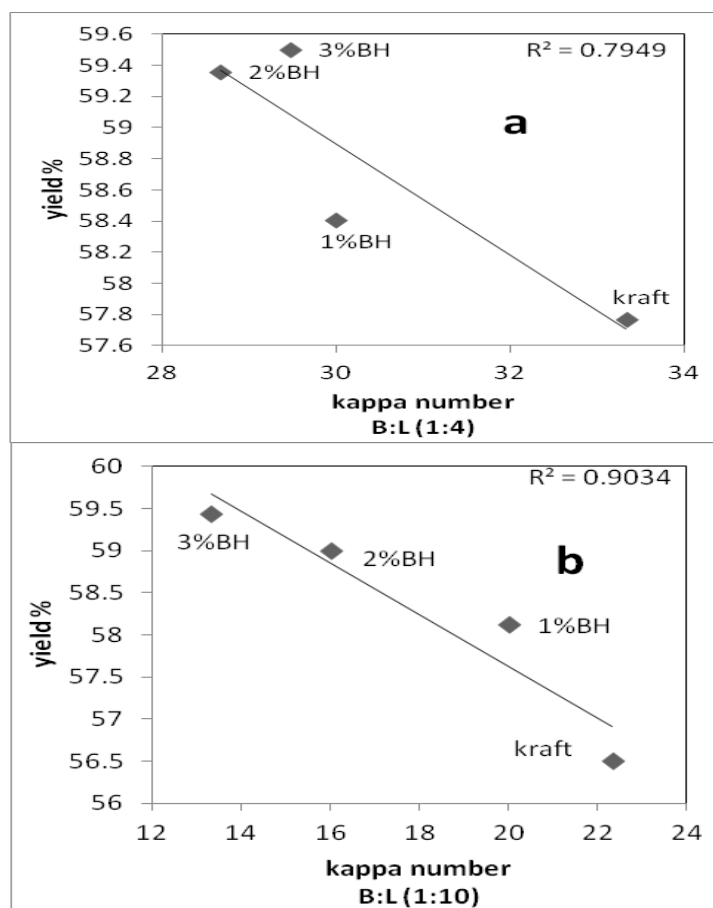 59.6
59.4
59.2
59
58.8
58.6
58.4
58.2
58
57.8
57.6
yield%
3%BH
R² = 0.7949
2%BH
a
1%BH
kraft
28 30 32 34
kappa number
B:L (1:4)
60
59.5
59
58.5
58
57.5
57
56.5
56
yield%
R² = 0.9034
3%BH
2%BH
b
1%BH
kraft
12 14 16 18 20 22 24
kappa number
B:L (1:10)